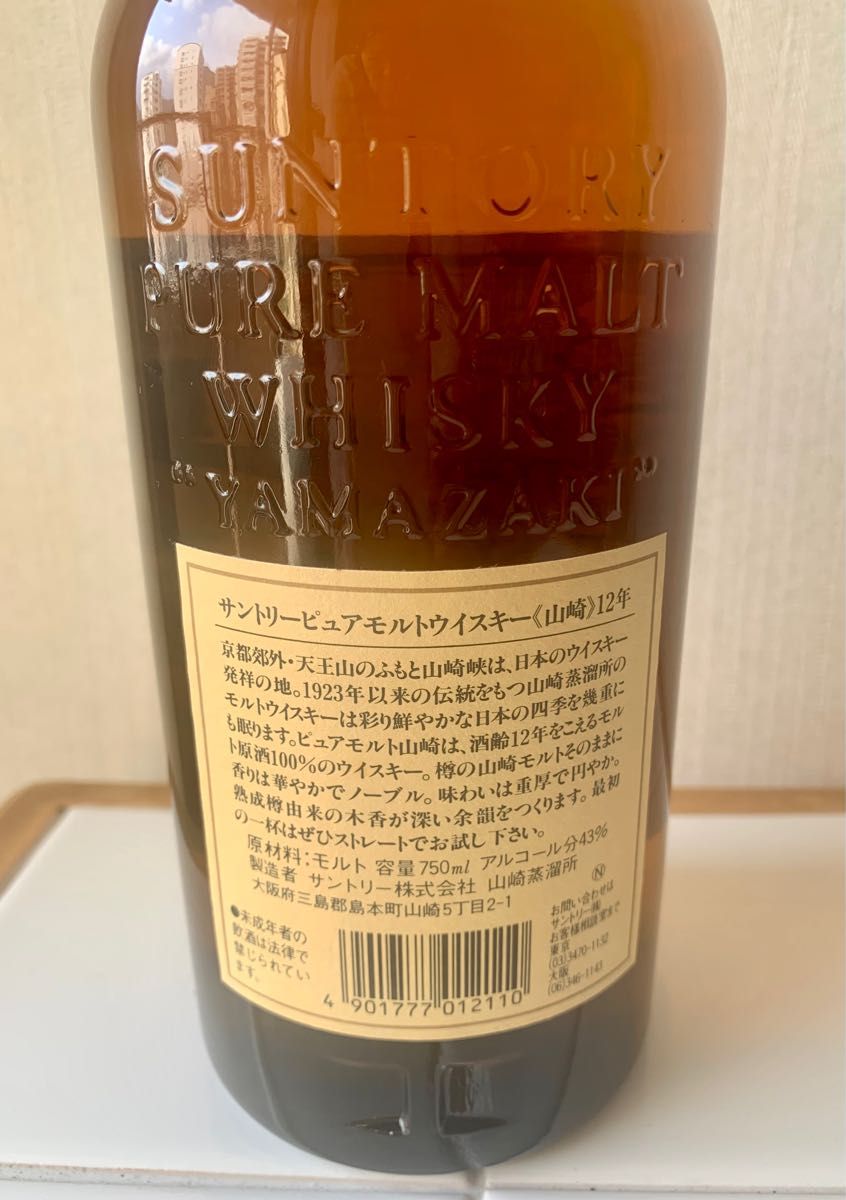 SUNTORY
PURE MALT
WHISKY
"YAMAZAKI"
サントリーピュアモルトウイスキー《山崎》12年
京都郊外・天王山のふもと山崎峡は、日本のウイスキー
発祥の地。1923年以来の伝統をもつ山崎蒸溜所の
モルトウイスキーは彩り鮮やかな日本の四季を幾重に
も眠ります。ピュアモルト山崎は、酒齢12年をこえるモル
ト原酒100%のウイスキー。樽の山崎モルトそのままに
香りは華やかでノーブル。味わいは重厚で円やか。
熟成樽由来の木香が深い余韻をつくります。最初
の一杯はぜひストレートでお試し下さい。
原材料:モルト 容量750ml アルコール分43%
製造者 サントリー株式会社 山崎蒸溜所 Ⓝ
大阪府三島郡島本町山崎5丁目2-1
●未成年者の
飲酒は法律で
禁じられてい
ます。
4 901777 012110
お問い合わせは
サントリー㈱
お客様相談室まで
東京
(03)3470-1132
大阪
(06)346-1143